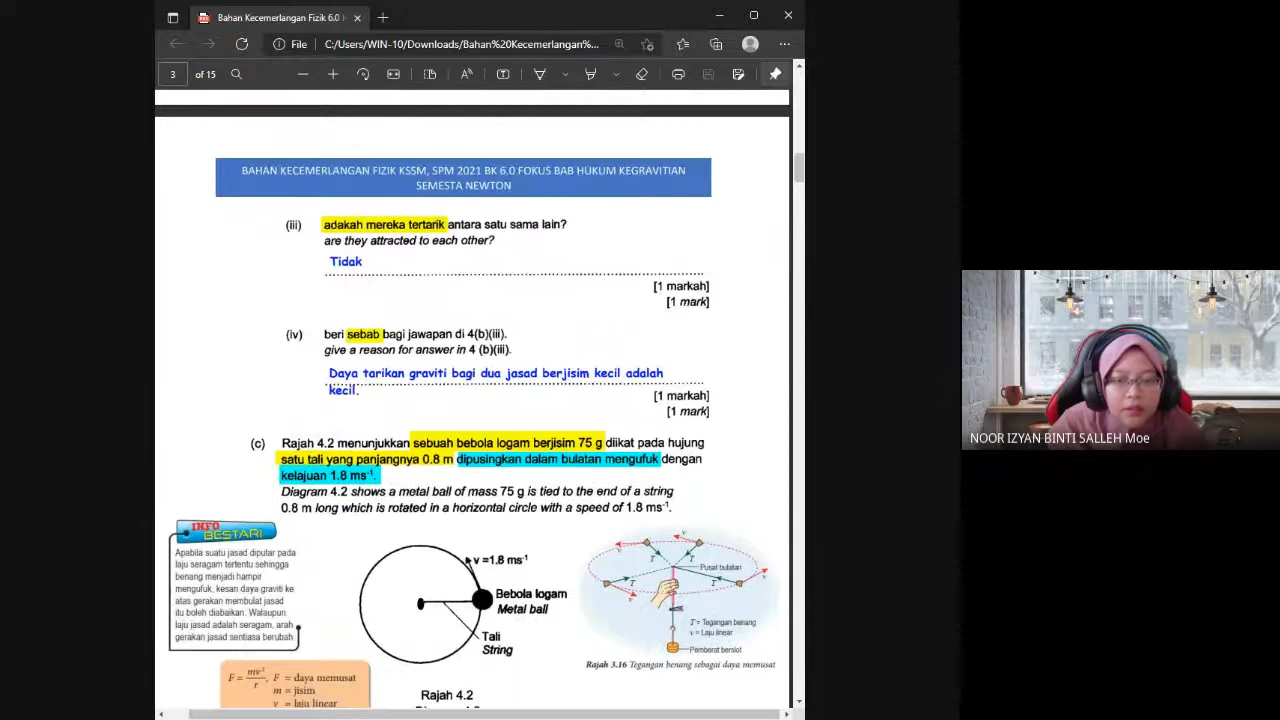 Bahan Kecemerlangan Fizik 6.0
File
C:/Users/WIN-10/Downloads/Bahan%20Kecemerlangan%...
3 of 15
BAHAN KECEMERLANGAN FIZIK KSSM, SPM 2021 BK 6.0 FOKUS BAB HUKUM KEGRAVITIAN
SEMESTA NEWTON
(iii) adakah mereka tertarik antara satu sama lain?
are they attracted to each other?
Tidak
[1 markah]
[1 mark]
(iv) beri sebab bagi jawapan di 4(b)(iii).
give a reason for answer in 4 (b)(iii).
Daya tarikan graviti bagi dua jasad berjisim kecil adalah
kecil.
[1 markah]
[1 mark]
(c) Rajah 4.2 menunjukkan sebuah bebola logam berjisim 75 g diikat pada hujung
satu tali yang panjangnya 0.8 m dipusingkan dalam bulatan mengufuk dengan
kelajuan 1.8 ms⁻¹.
Diagram 4.2 shows a metal ball of mass 75 g is tied to the end of a string
0.8 m long which is rotated in a horizontal circle with a speed of 1.8 ms⁻¹.
INFO
BESTARI
Apabila suatu jasad diputar pada
laju seragam tertentu sehingga
benang menjadi hampir
mengufuk, kesan daya graviti ke
atas gerakan membulat jasad
itu boleh diabaikan. Walaupun
laju jasad adalah seragam, arah
gerakan jasad sentiasa berubah.
v =1.8 ms⁻¹
Bebola logam
Metal ball
Tali
String
v
v
T
T
Pusat bulatan
T
T
v
v
T = Tegangan benang
v = Laju linear
Pemberat berslot
Rajah 3.16 Tegangan benang sebagai daya memusat
F = mv²/r, F = daya memusat
m = jisim
v = laju linear
Rajah 4.2
NOOR IZYAN BINTI SALLEH Moe